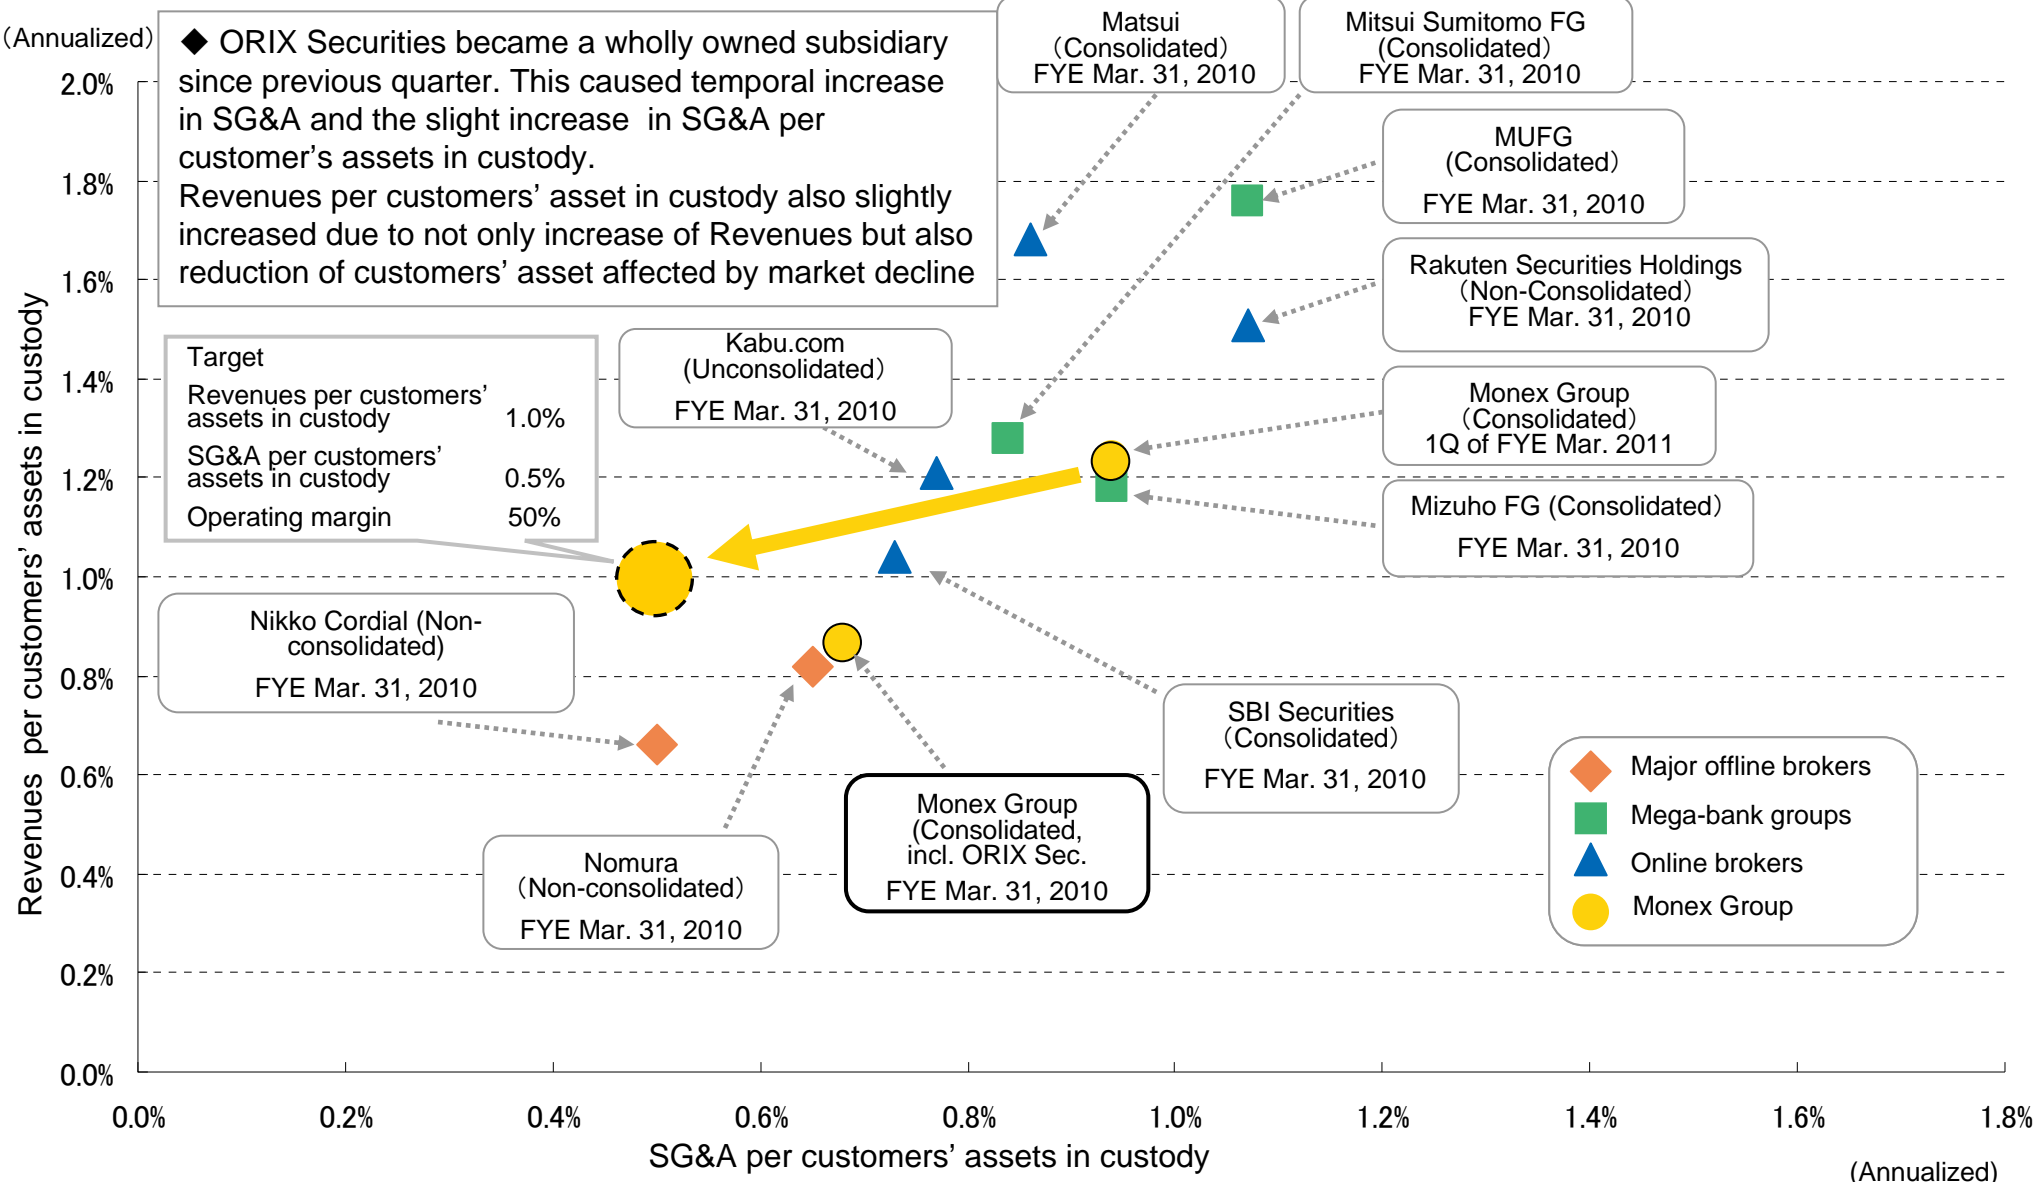 （Annualized）
◆ ORIX Securities became a wholly owned subsidiary
since previous quarter. This caused temporal increase
in SG&A and the slight increase in SG&A per
customer’s assets in custody.
Revenues per customers’ asset in custody also slightly
increased due to not only increase of Revenues but also
reduction of customers’ asset affected by market decline
Matsui
（Consolidated）
FYE Mar. 31, 2010
Mitsui Sumitomo FG
(Consolidated）
FYE Mar. 31, 2010
MUFG
(Consolidated）
FYE Mar. 31, 2010
Rakuten Securities Holdings
（Non-Consolidated）
FYE Mar. 31, 2010
Monex Group
（Consolidated）
1Q of FYE Mar. 2011
Mizuho FG (Consolidated）
FYE Mar. 31, 2010
Kabu.com
(Unconsolidated）
FYE Mar. 31, 2010
Target
Revenues per customers’
assets in custody 1.0%
SG&A per customers’
assets in custody 0.5%
Operating margin 50%
Nikko Cordial (Non-
consolidated)
FYE Mar. 31, 2010
SBI Securities
（Consolidated）
FYE Mar. 31, 2010
Monex Group
(Consolidated,
incl. ORIX Sec.
FYE Mar. 31, 2010
Nomura
（Non-consolidated）
FYE Mar. 31, 2010
Major offline brokers
Mega-bank groups
Online brokers
Monex Group
Revenues per customers’ assets in custody
2.0%
1.8%
1.6%
1.4%
1.2%
1.0%
0.8%
0.6%
0.4%
0.2%
0.0%
0.0% 0.2% 0.4% 0.6% 0.8% 1.0% 1.2% 1.4% 1.6% 1.8%
SG&A per customers’ assets in custody
(Annualized）